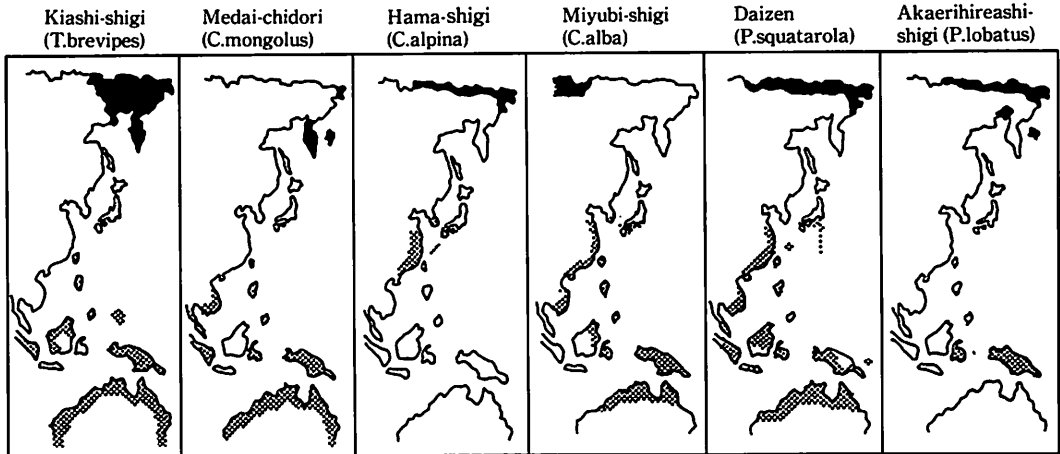 Kiashi-shigi
(T.brevipes)
Medai-chidori
(C.mongolus)
Hama-shigi
(C.alpina)
Miyubi-shigi
(C.alba)
Daizen
(P.squatarola)
Akaerihireashi-
shigi (P.lobatus)